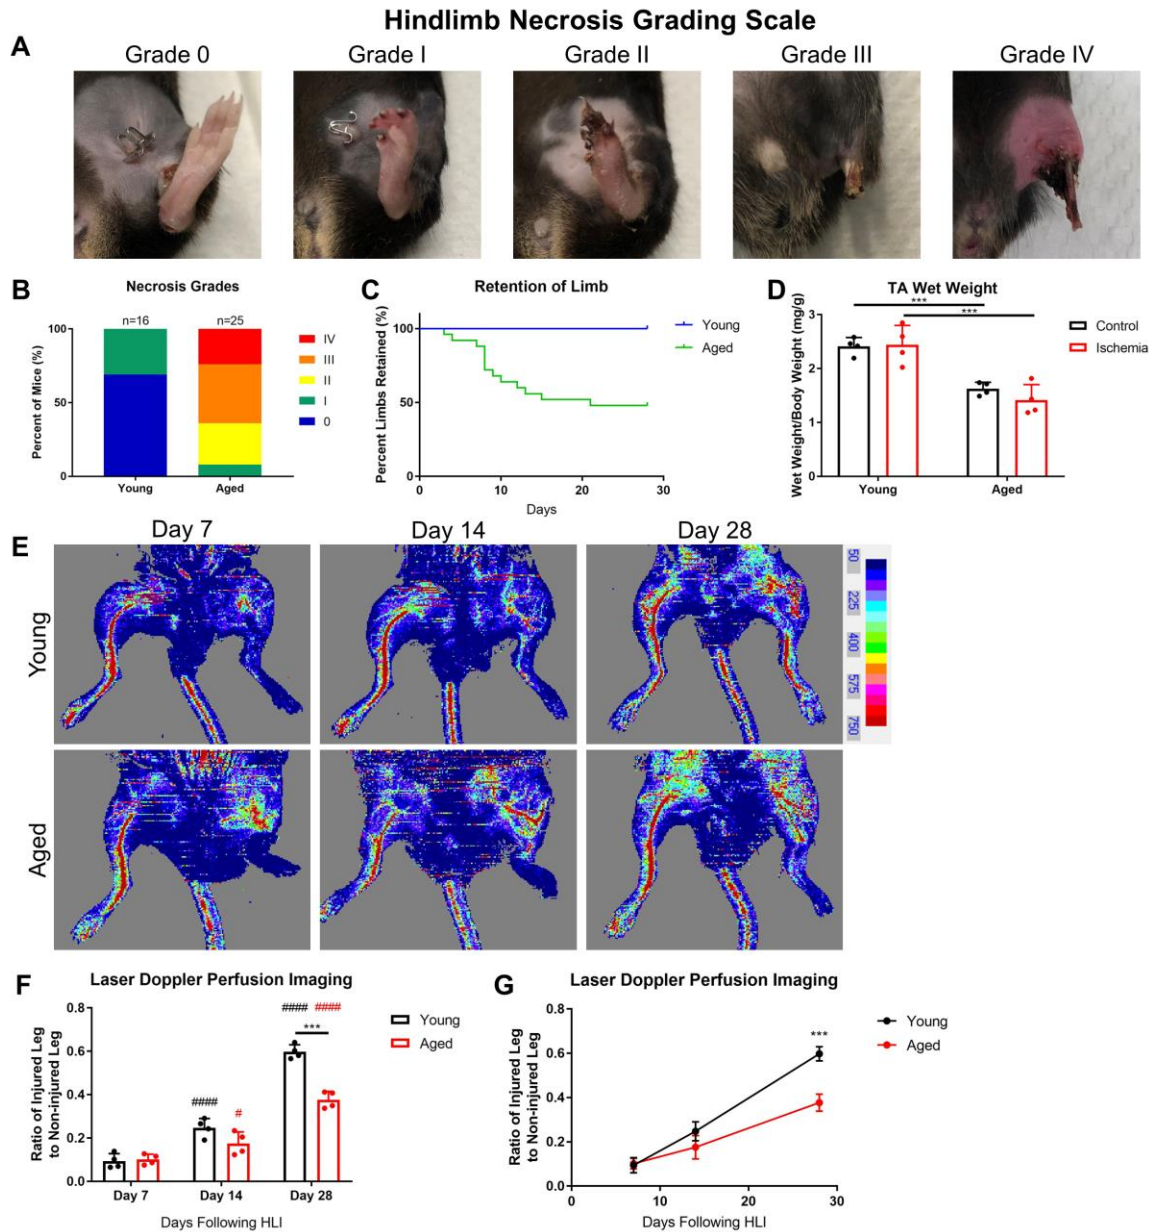 Hindlimb Necrosis Grading Scale
A
Grade 0
Grade I
Grade II
Grade III
Grade IV
B
Necrosis Grades
n=16
n=25
Percent of Mice (%)
100
50
0
Young
Aged
IV
III
II
I
0
C
Retention of Limb
Percent Limbs Retained (%)
100
50
0
0
10
20
30
Days
Young
Aged
D
TA Wet Weight
***
***
Wet Weight/Body Weight (mg/g)
3
2
1
0
Young
Aged
Control
Ischemia
E
Day 7
Day 14
Day 28
Young
Aged
50
225
400
575
750
F
Laser Doppler Perfusion Imaging
Ratio of Injured Leg
to Non-injured Leg
0.8
0.6
0.4
0.2
0.0
####
#
####
####
***
Day 7
Day 14
Day 28
Days Following HLI
Young
Aged
G
Laser Doppler Perfusion Imaging
Ratio of Injured Leg
to Non-injured Leg
0.8
0.6
0.4
0.2
0.0
***
0
10
20
30
Days Following HLI
Young
Aged